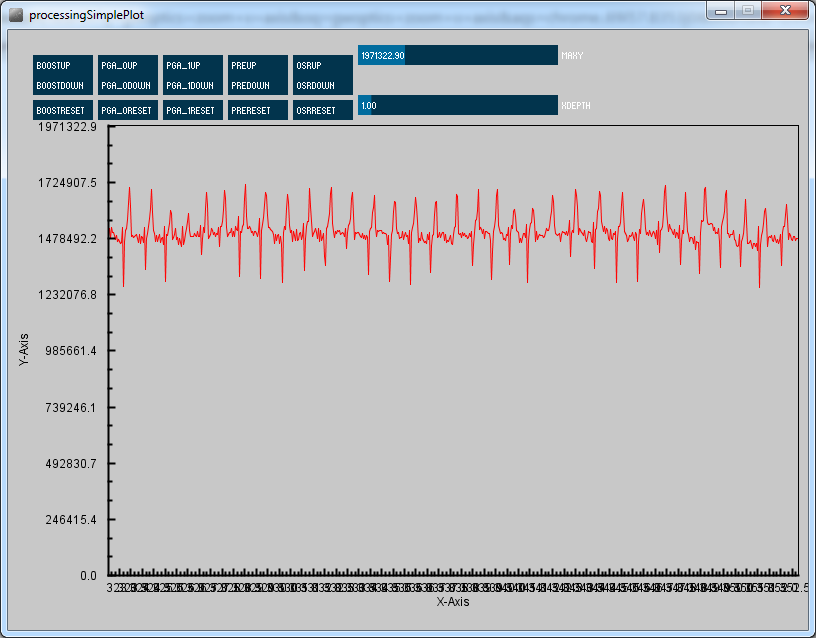 processingSimplePlot
BOOSTUP PGA_0UP PGA_1UP PREUP OSRUP
BOOSTDOWN PGA_0DOWN PGA_1DOWN PREDOWN OSRDOWN
BOOSTRESET PGA_0RESET PGA_1RESET PRERESET OSRRESET
1971322.90 MAXY
1.00 XDEPTH
1971322.9
1724907.5
1478492.2
1232076.8
985661.4
739246.1
492830.7
246415.4
0.0
Y-Axis
X-Axis